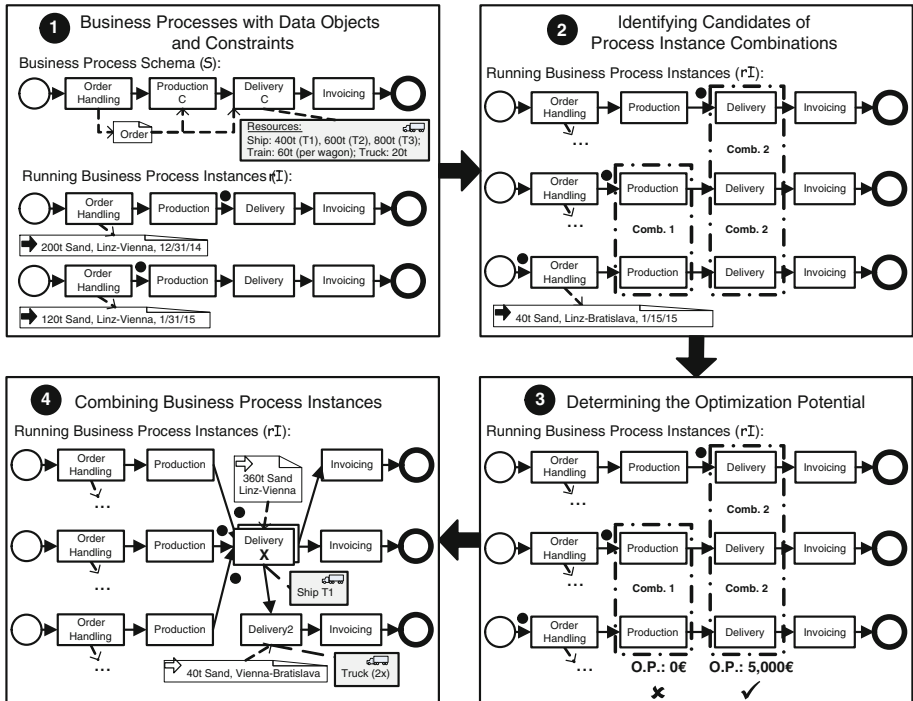 1 Business Processes with Data Objects
and Constraints
Business Process Schema (S):
Order
Handling
Production
C
Delivery
C
Invoicing
Order
Resources:
Ship: 400t (T1), 600t (T2), 800t (T3);
Train: 60t (per wagon); Truck: 20t
Running Business Process Instances (rI):
Order
Handling
Production
Delivery
Invoicing
200t Sand, Linz-Vienna, 12/31/14
Order
Handling
Production
Delivery
Invoicing
120t Sand, Linz-Vienna, 1/31/15
2 Identifying Candidates of
Process Instance Combinations
Running Business Process Instances (rI):
Order
Handling
Production
Delivery
Invoicing
...
Comb. 2
Order
Handling
Production
Delivery
Invoicing
...
Comb. 1
Comb. 2
Order
Handling
Production
Delivery
Invoicing
40t Sand, Linz-Bratislava, 1/15/15
4 Combining Business Process Instances
Running Business Process Instances (rI):
Order
Handling
Production
Invoicing
...
360t Sand
Linz-Vienna
Order
Handling
Production
Delivery
X
Invoicing
...
Ship T1
Order
Handling
Production
Delivery2
Invoicing
...
40t Sand, Vienna-Bratislava
Truck (2x)
3 Determining the Optimization Potential
Running Business Process Instances (rI):
Order
Handling
Production
Delivery
Invoicing
...
Comb. 2
Order
Handling
Production
Delivery
Invoicing
...
Comb. 1
Comb. 2
Order
Handling
Production
Delivery
Invoicing
...
O.P.: 0€
O.P.: 5,000€